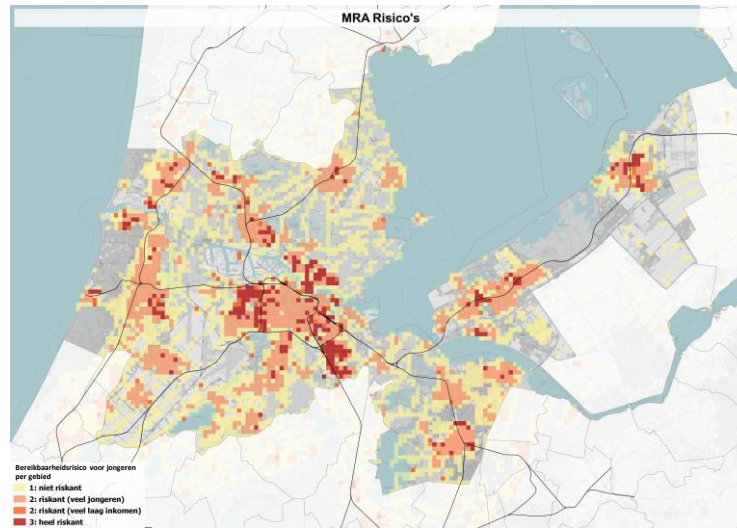 MRA Risico's
Bereikbaarheidsrisico voor jongeren
per gebied
1: niet riskant
2: riskant (veel jongeren)
2: riskant (veel laag inkomen)
3: heel riskant